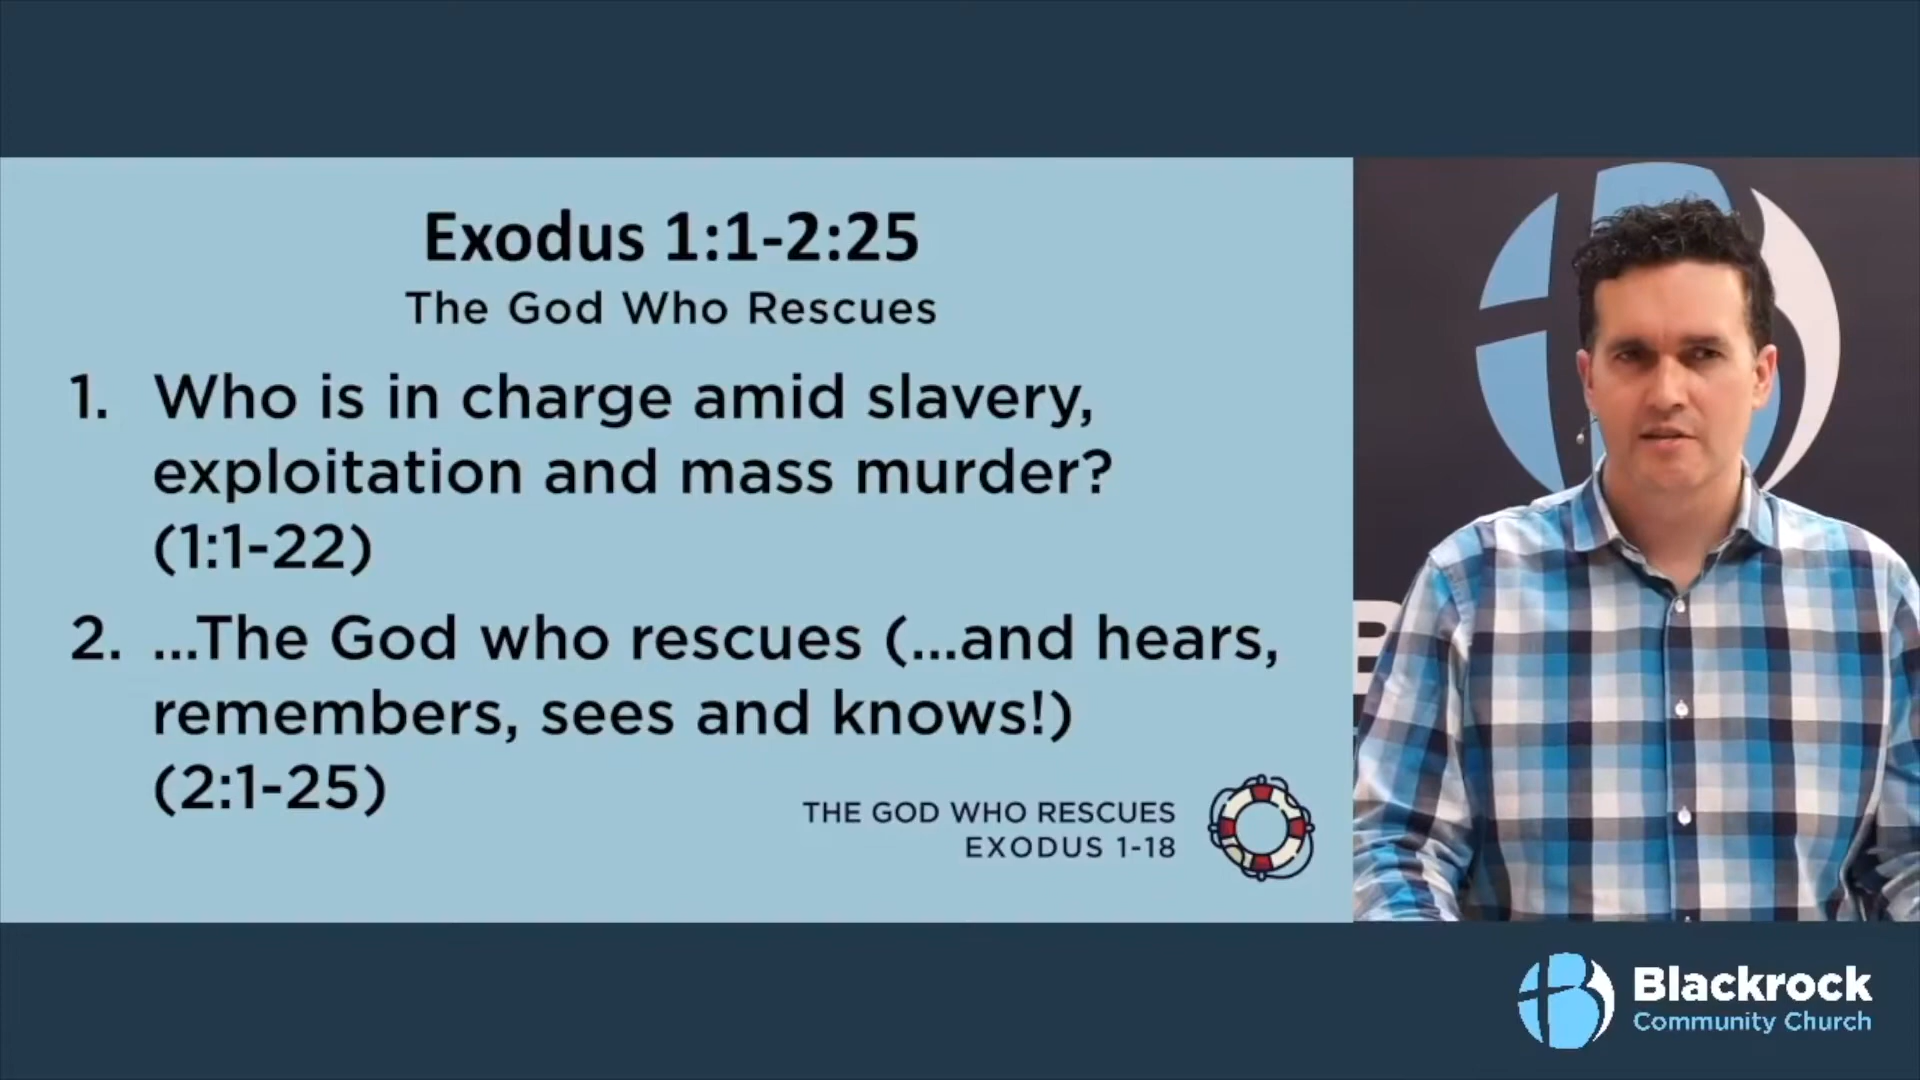 Exodus 1:1-2:25
The God Who Rescues
1. Who is in charge amid slavery,
exploitation and mass murder?
(1:1-22)
2. ...The God who rescues (...and hears,
remembers, sees and knows!)
(2:1-25)
THE GOD WHO RESCUES
EXODUS 1-18
B
Blackrock
Community Church